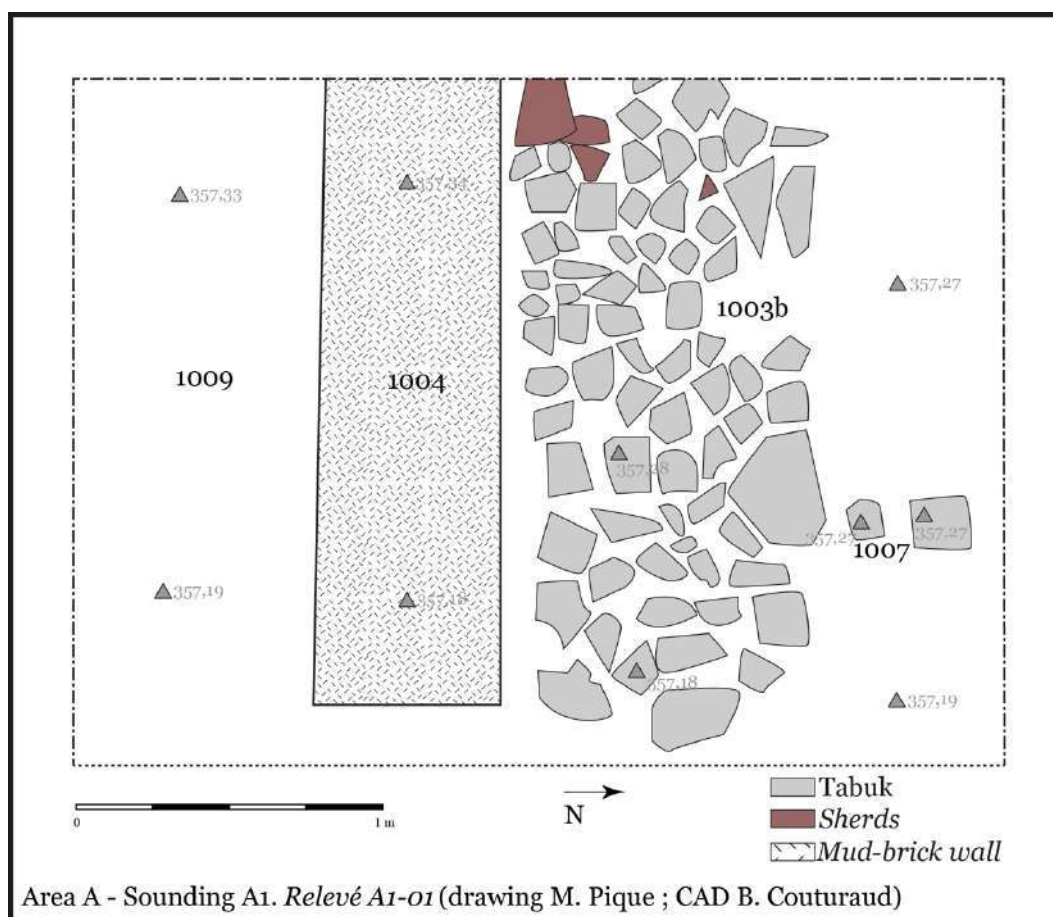 357,33
357,34
357,27
1003b
1009
1004
357,38
357,27
357,27
1007
357,19
357,18
357,18
357,19
0
1 m
N
Tabuk
Sherds
Mud-brick wall
Area A - Sounding A1. Relevé A1-01 (drawing M. Pique ; CAD B. Couturaud)